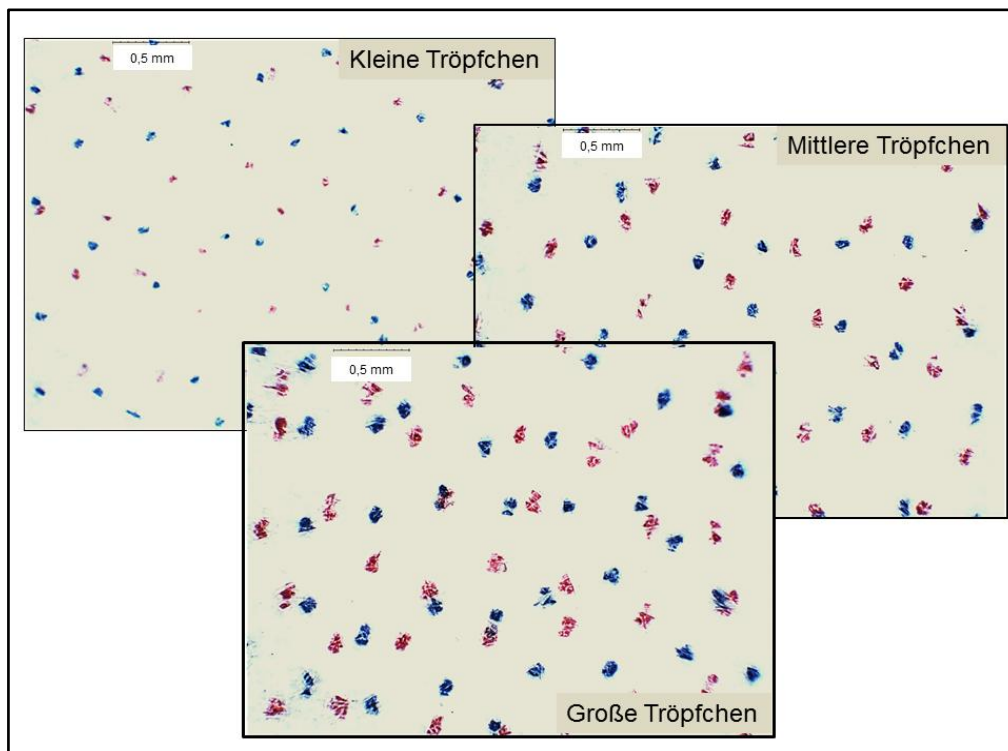 0,5 mm
Kleine Tröpfchen
0,5 mm
Mittlere Tröpfchen
0,5 mm
Große Tröpfchen